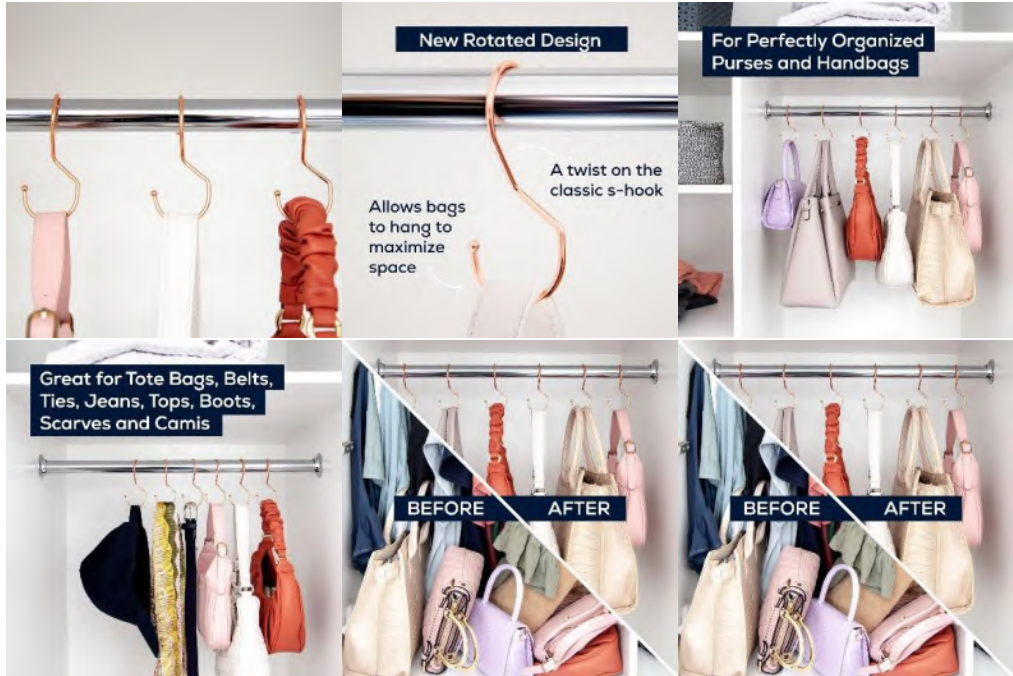 New Rotated Design
A twist on the
classic s-hook
Allows bags
to hang to
maximize
space
For Perfectly Organized
Purses and Handbags
Great for Tote Bags, Belts,
Ties, Jeans, Tops, Boots,
Scarves and Camis
BEFORE
AFTER
BEFORE
AFTER